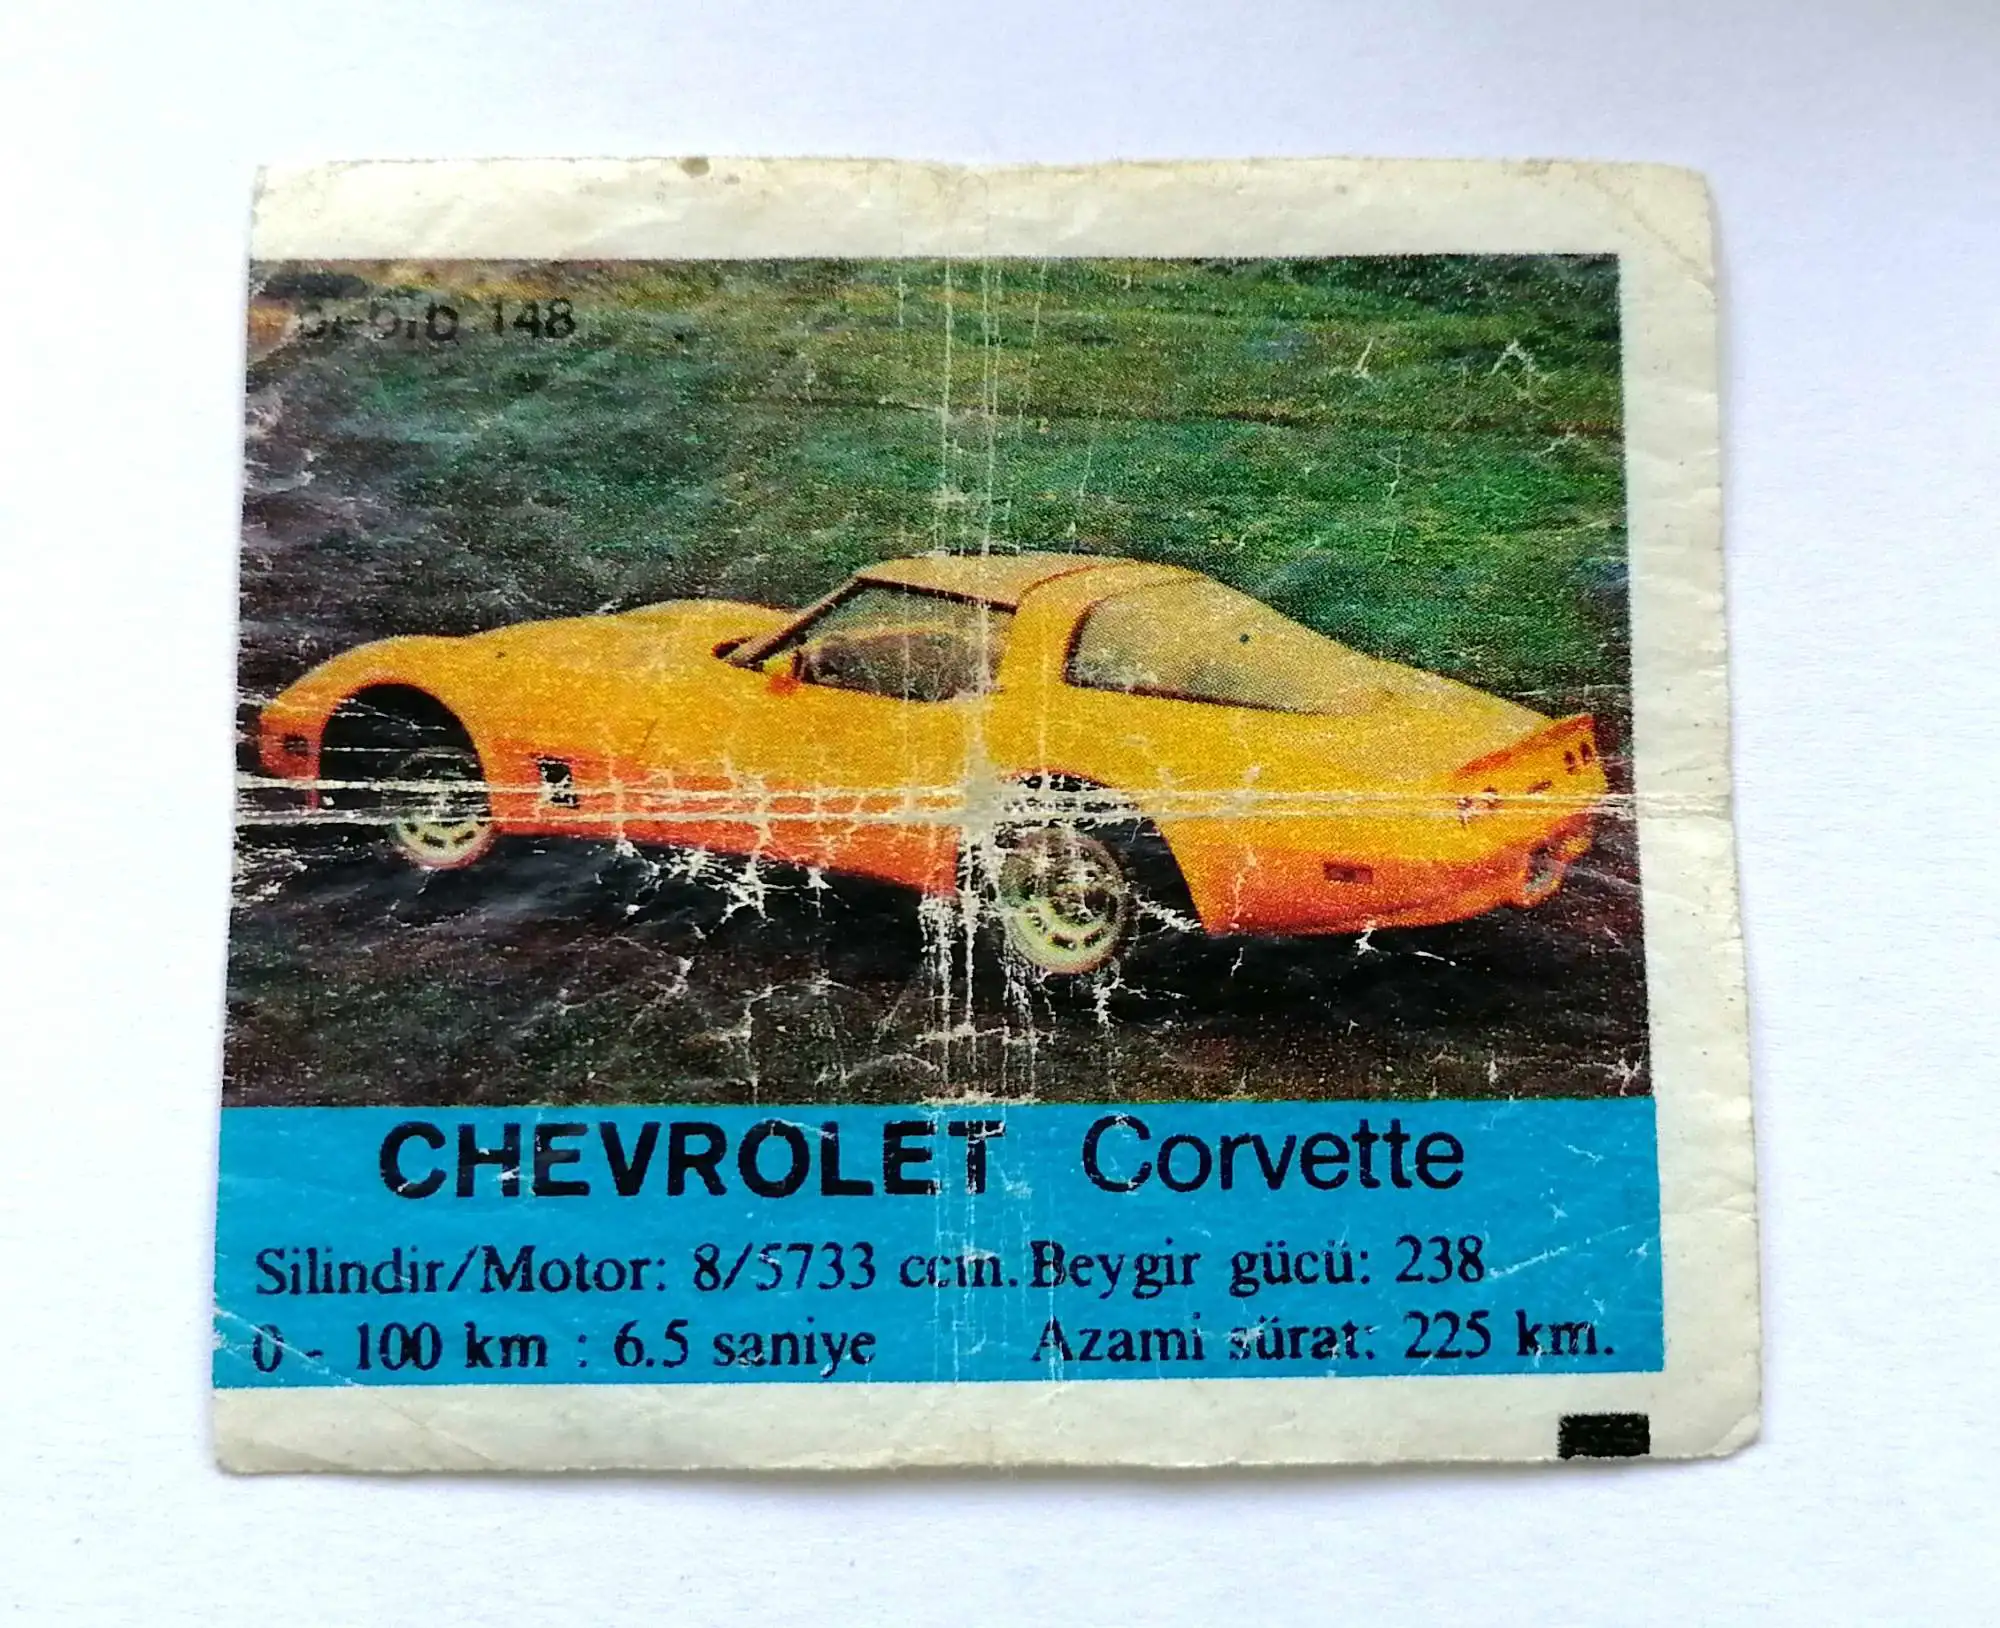 bibip 148
CHEVROLET Corvette
Silindir/Motor: 8/5733 ccm. Beygir gücü: 238
0 - 100 km : 6.5 saniye Azami sürat: 225 km.